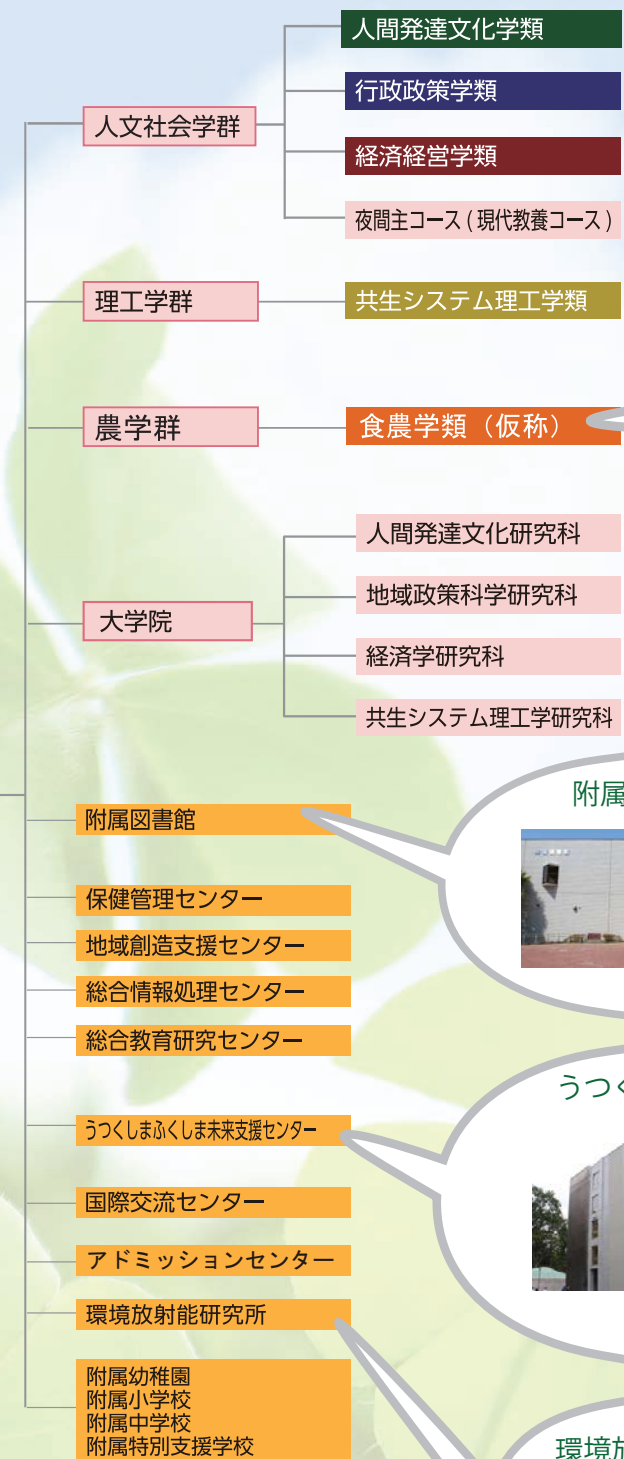 人文社会学群
人間発達文化学類
行政政策学類
経済経営学類
夜間主コース(現代教養コース)
理工学群
共生システム理工学類
農学群
食農学類（仮称）
大学院
人間発達文化研究科
地域政策科学研究科
経済学研究科
共生システム理工学研究科
附属図書館
附属
保健管理センター
地域創造支援センター
総合情報処理センター
総合教育研究センター
うつくしまふくしま未来支援センター
うつく
国際交流センター
アドミッションセンター
環境放射能研究所
附属幼稚園
附属小学校
附属中学校
附属特別支援学校
環境放